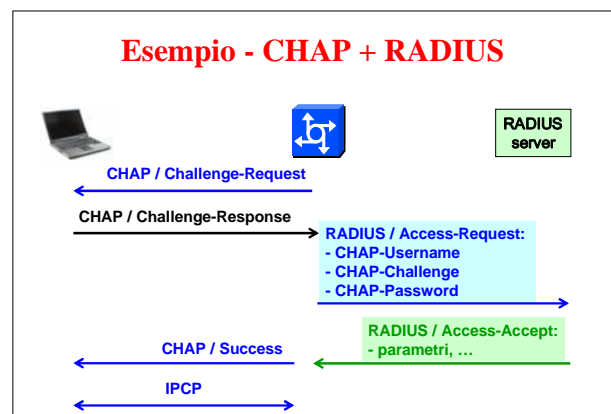 Esempio - CHAP + RADIUS
RADIUS
server
CHAP / Challenge-Request
CHAP / Challenge-Response
RADIUS / Access-Request:
- CHAP-Username
- CHAP-Challenge
- CHAP-Password
RADIUS / Access-Accept:
- parametri, ...
CHAP / Success
IPCP